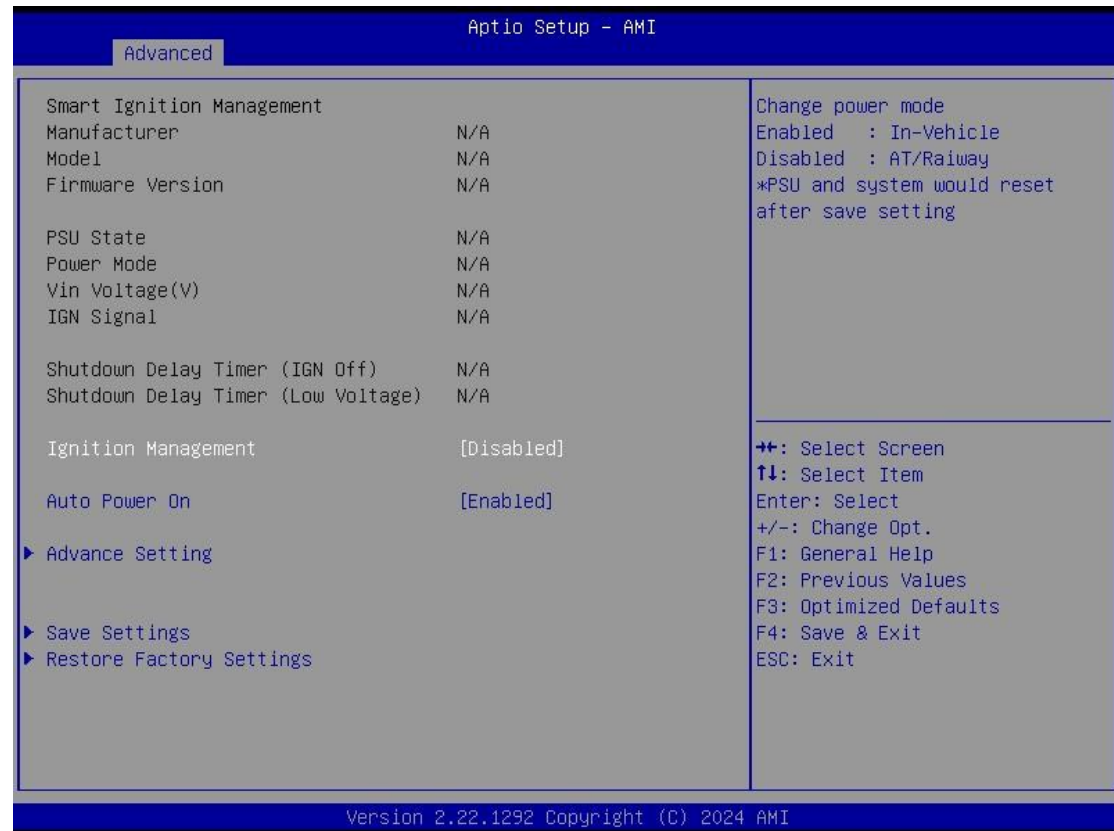 Aptio Setup – AMI
Advanced
Smart Ignition Management
Manufacturer N/A
Model N/A
Firmware Version N/A
PSU State N/A
Power Mode N/A
Vin Voltage(V) N/A
IGN Signal N/A
Shutdown Delay Timer (IGN Off) N/A
Shutdown Delay Timer (Low Voltage) N/A
Ignition Management [Disabled]
Auto Power On [Enabled]
Advance Setting
Save Settings
Restore Factory Settings
Change power mode
Enabled : In-Vehicle
Disabled : AT/Raiway
*PSU and system would reset
after save setting
→←: Select Screen
↑↓: Select Item
Enter: Select
+/-: Change Opt.
F1: General Help
F2: Previous Values
F3: Optimized Defaults
F4: Save & Exit
ESC: Exit
Version 2.22.1292 Copyright (C) 2024 AMI